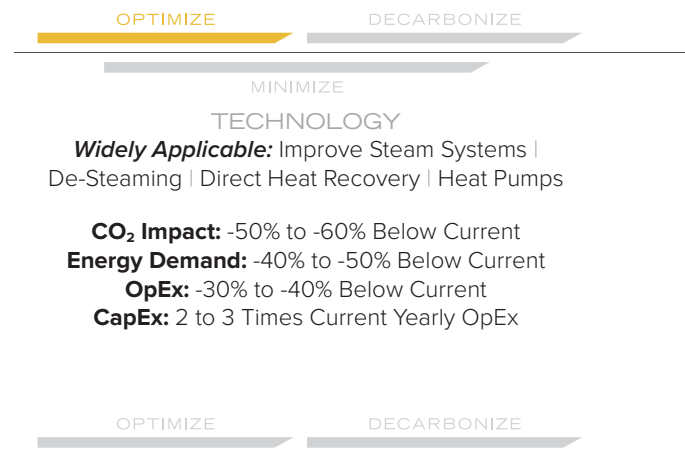 OPTIMIZE DECARBONIZE
MINIMIZE
TECHNOLOGY
Widely Applicable: Improve Steam Systems |
De-Steaming | Direct Heat Recovery | Heat Pumps
CO₂ Impact: -50% to -60% Below Current
Energy Demand: -40% to -50% Below Current
OpEx: -30% to -40% Below Current
CapEx: 2 to 3 Times Current Yearly OpEx
OPTIMIZE DECARBONIZE